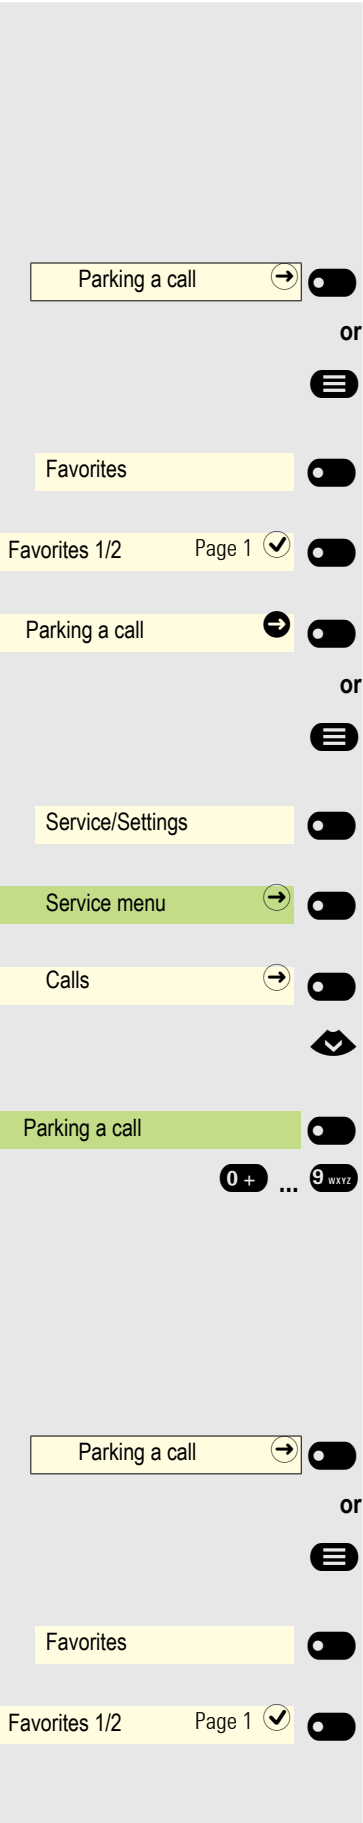 Parking a call
or
Favorites
Favorites 1/2 Page 1
Parking a call
or
Service/Settings
Service menu
Calls
Parking a call
0 + ... 9 WXYZ
Parking a call
or
Favorites
Favorites 1/2 Page 1